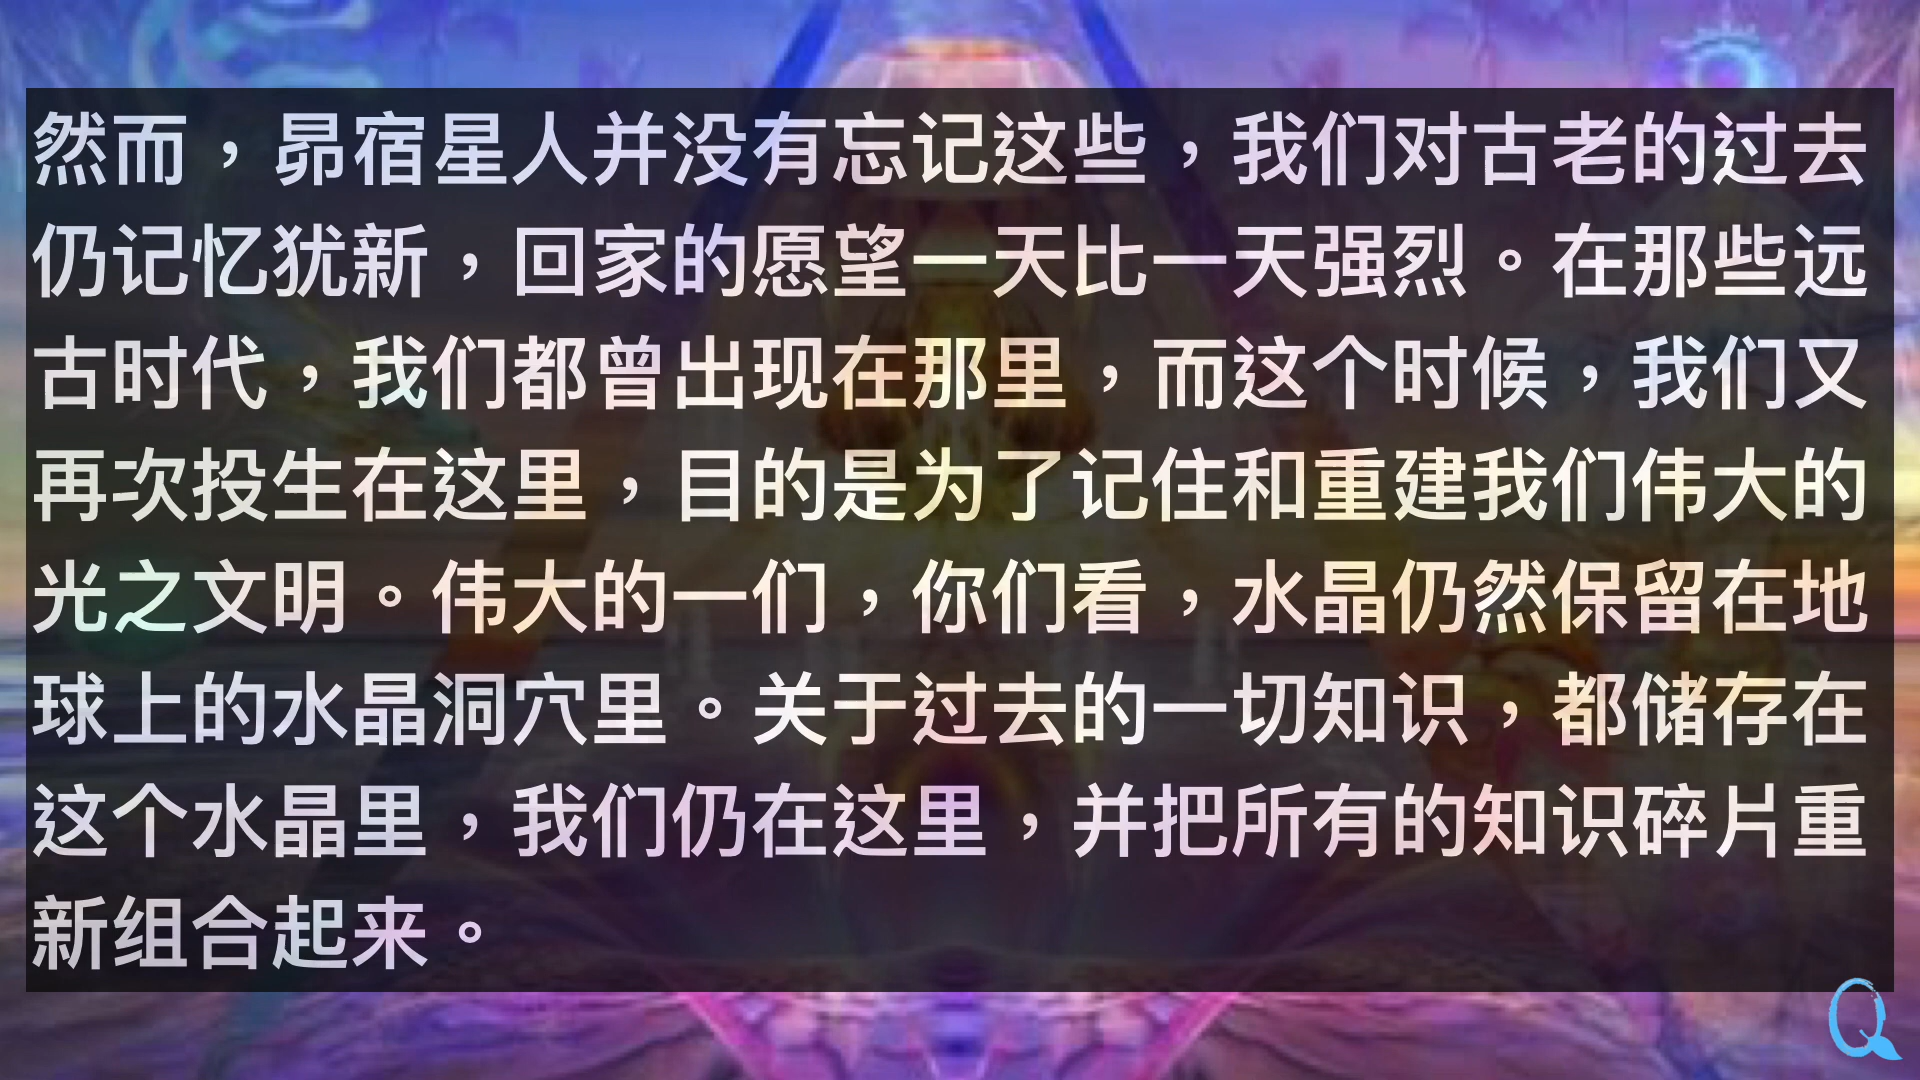 然而，昴宿星人并没有忘记这些，我们对古老的过去
仍记忆犹新，回家的愿望一天比一天强烈。在那些远
古时代，我们都曾出现在那里，而这个时候，我们又
再次投生在这里，目的是为了记住和重建我们伟大的
光之文明。伟大的一们，你们看，水晶仍然保留在地
球上的水晶洞穴里。关于过去的一切知识，都储存在
这个水晶里，我们仍在这里，并把所有的知识碎片重
新组合起来。
Q